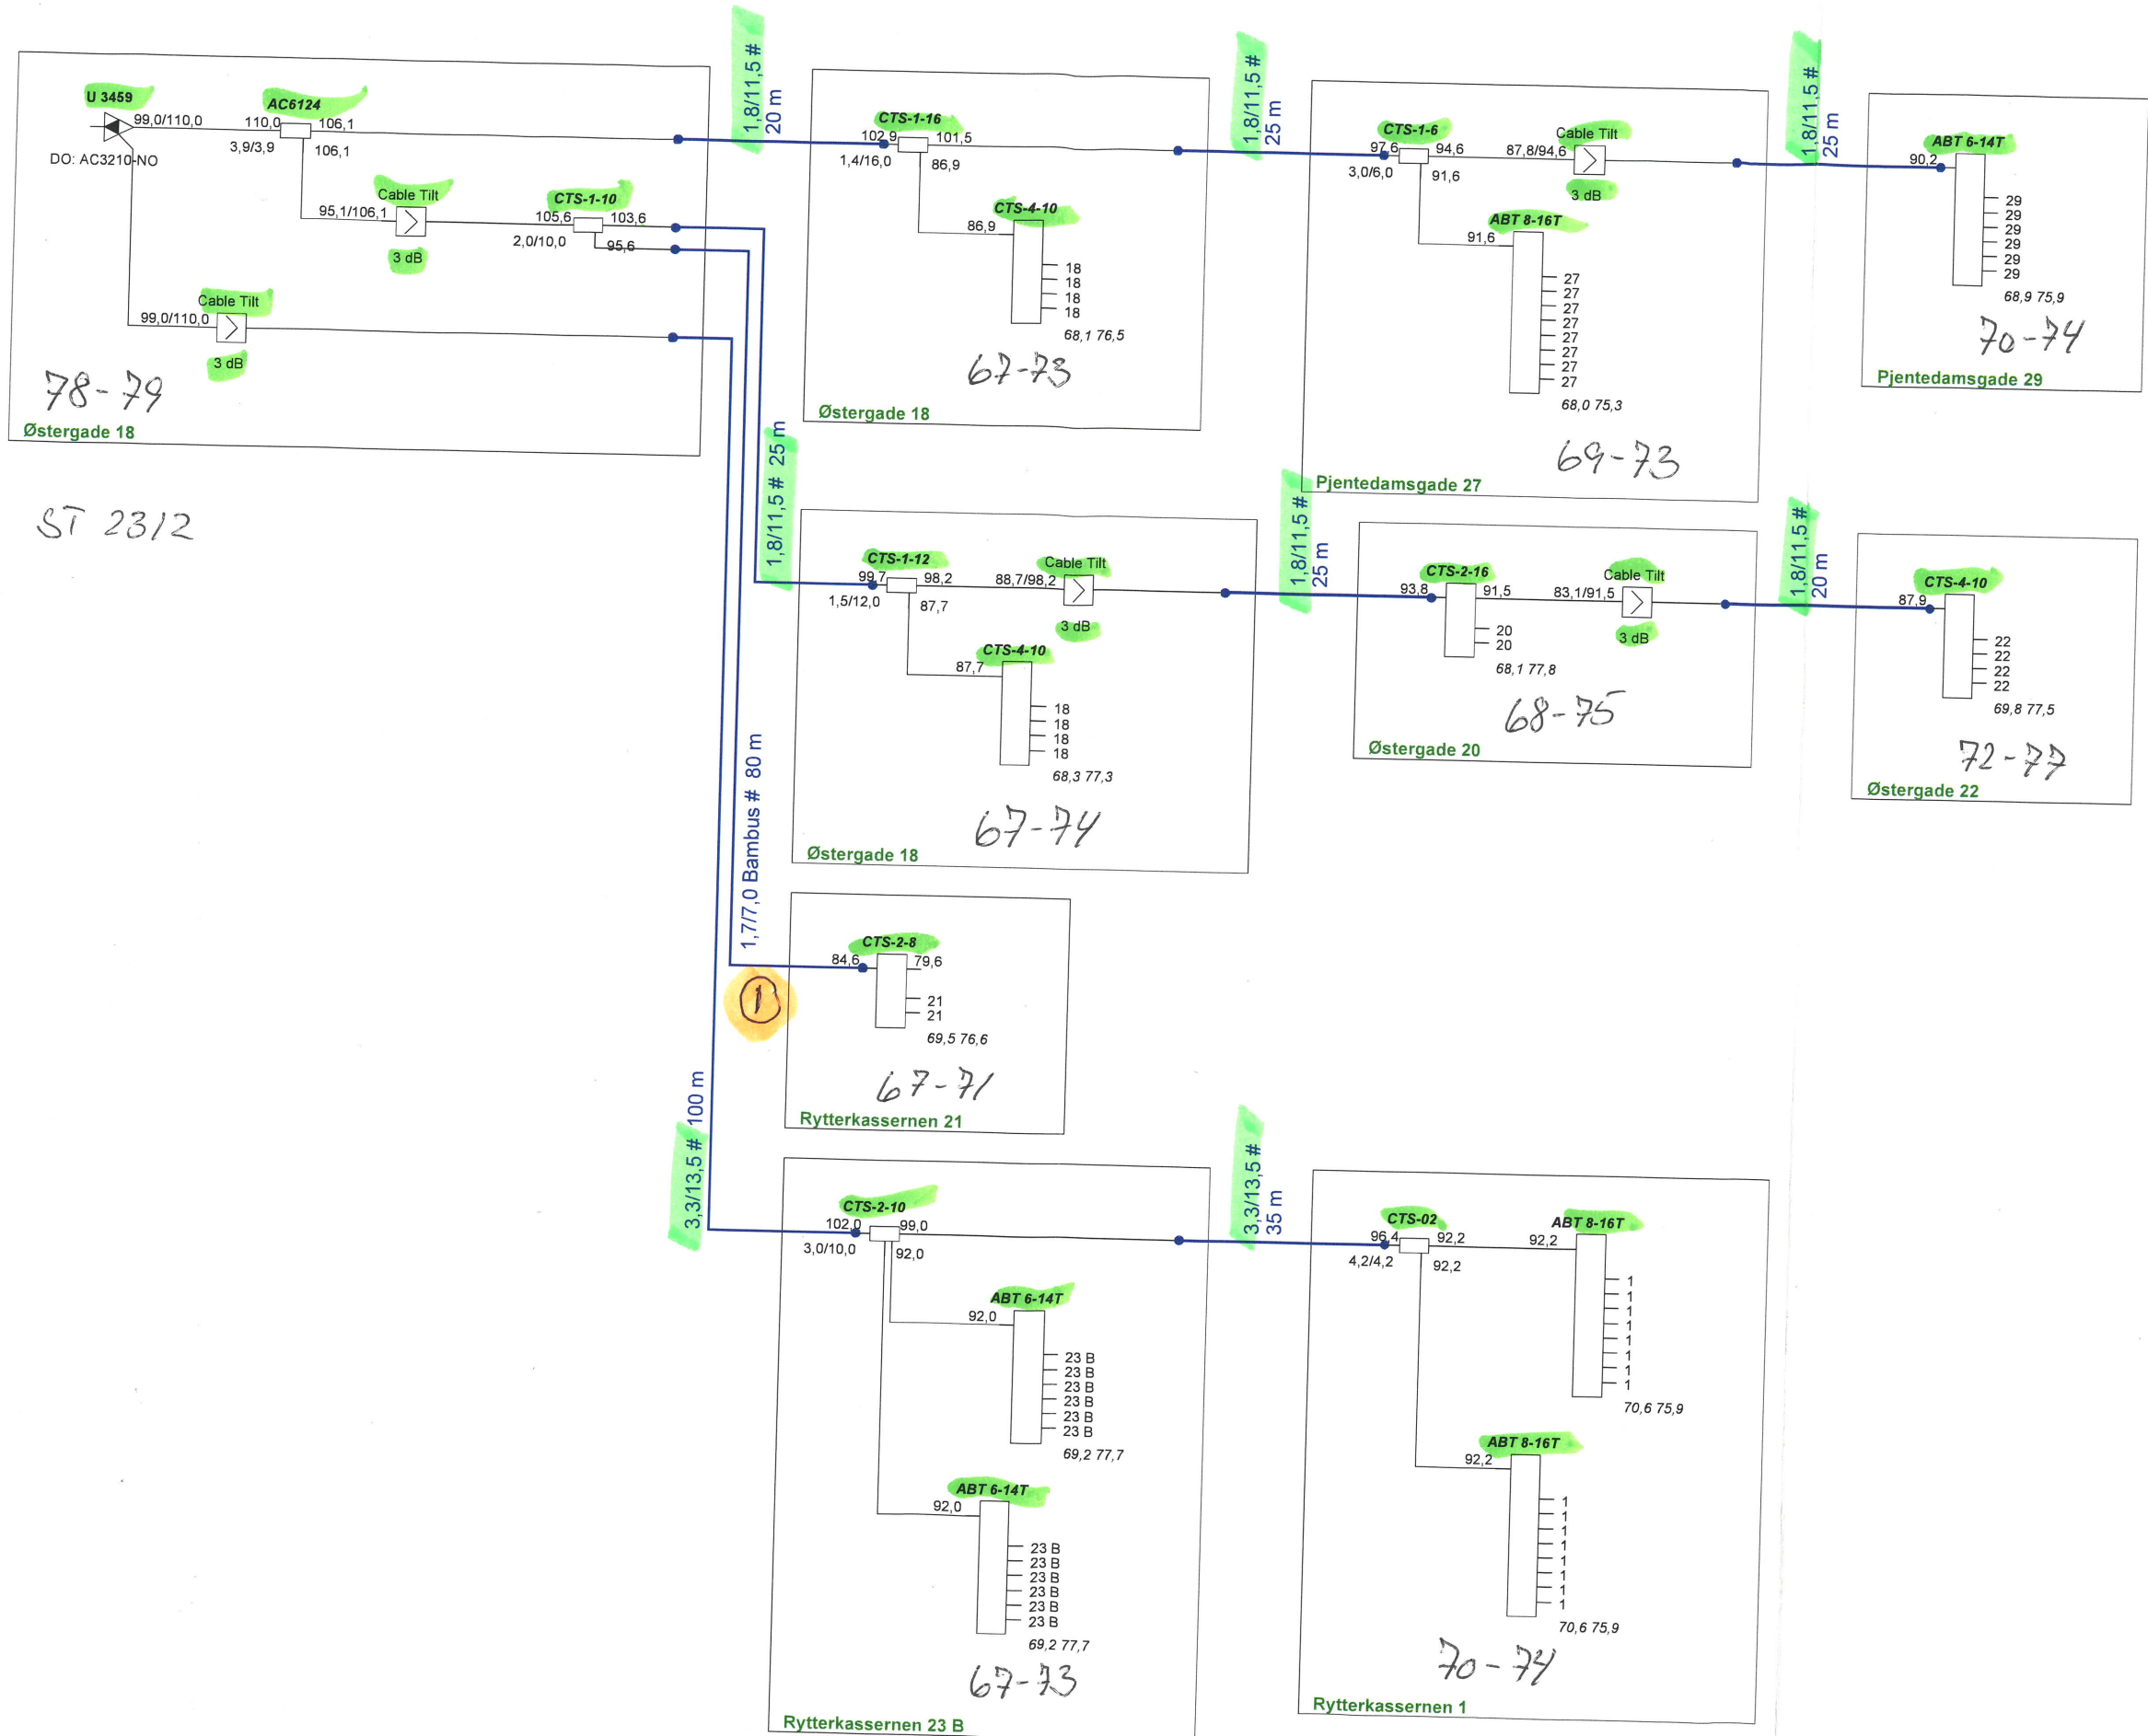 U 3459
99,0/110,0
DO: AC3210-NO
AC6124
110,0 106,1
3,9/3,9
106,1
Cable Tilt
95,1/106,1
3 dB
CTS-1-10
105,6 103,6
2,0/10,0
95,6
Cable Tilt
99,0/110,0
3 dB
78-79
Østergade 18
ST 23/2
1,8/11,5 #
20 m
CTS-1-16
102,9 101,5
1,4/16,0
86,9
CTS-4-10
86,9
18
18
18
18
68,1 76,5
67-73
Østergade 18
1,8/11,5 #
25 m
CTS-1-6
97,6 94,6
3,0/6,0
91,6
87,8/94,6
Cable Tilt
3 dB
ABT 8-16T
91,6
27
27
27
27
27
27
27
27
68,0 75,3
69-73
Pjentedamsgade 27
1,8/11,5 #
25 m
ABT 6-14T
90,2
29
29
29
29
29
29
68,9 75,9
70-74
Pjentedamsgade 29
1,8/11,5 # 25 m
CTS-1-12
99,7 98,2
1,5/12,0
87,7
88,7/98,2
Cable Tilt
3 dB
CTS-4-10
87,7
18
18
18
18
68,3 77,3
67-74
Østergade 18
1,8/11,5 #
25 m
CTS-2-16
93,8 91,5
83,1/91,5
Cable Tilt
3 dB
20
20
68,1 77,8
68-75
Østergade 20
1,8/11,5 #
20 m
CTS-4-10
87,9
22
22
22
22
69,8 77,5
72-77
Østergade 22
1,7/7,0 Bambus # 80 m
1
CTS-2-8
84,6 79,6
21
21
69,5 76,6
67-71
Rytterkassernen 21
3,3/13,5 # 100 m
CTS-2-10
102,0 99,0
3,0/10,0
92,0
ABT 6-14T
92,0
23 B
23 B
23 B
23 B
23 B
23 B
69,2 77,7
ABT 6-14T
92,0
23 B
23 B
23 B
23 B
23 B
23 B
69,2 77,7
67-73
Rytterkassernen 23 B
3,3/13,5 #
35 m
CTS-02
96,4 92,2
4,2/4,2
92,2
ABT 8-16T
92,2
1
1
1
1
1
1
1
1
70,6 75,9
ABT 8-16T
92,2
1
1
1
1
1
1
1
1
70,6 75,9
70-74
Rytterkassernen 1